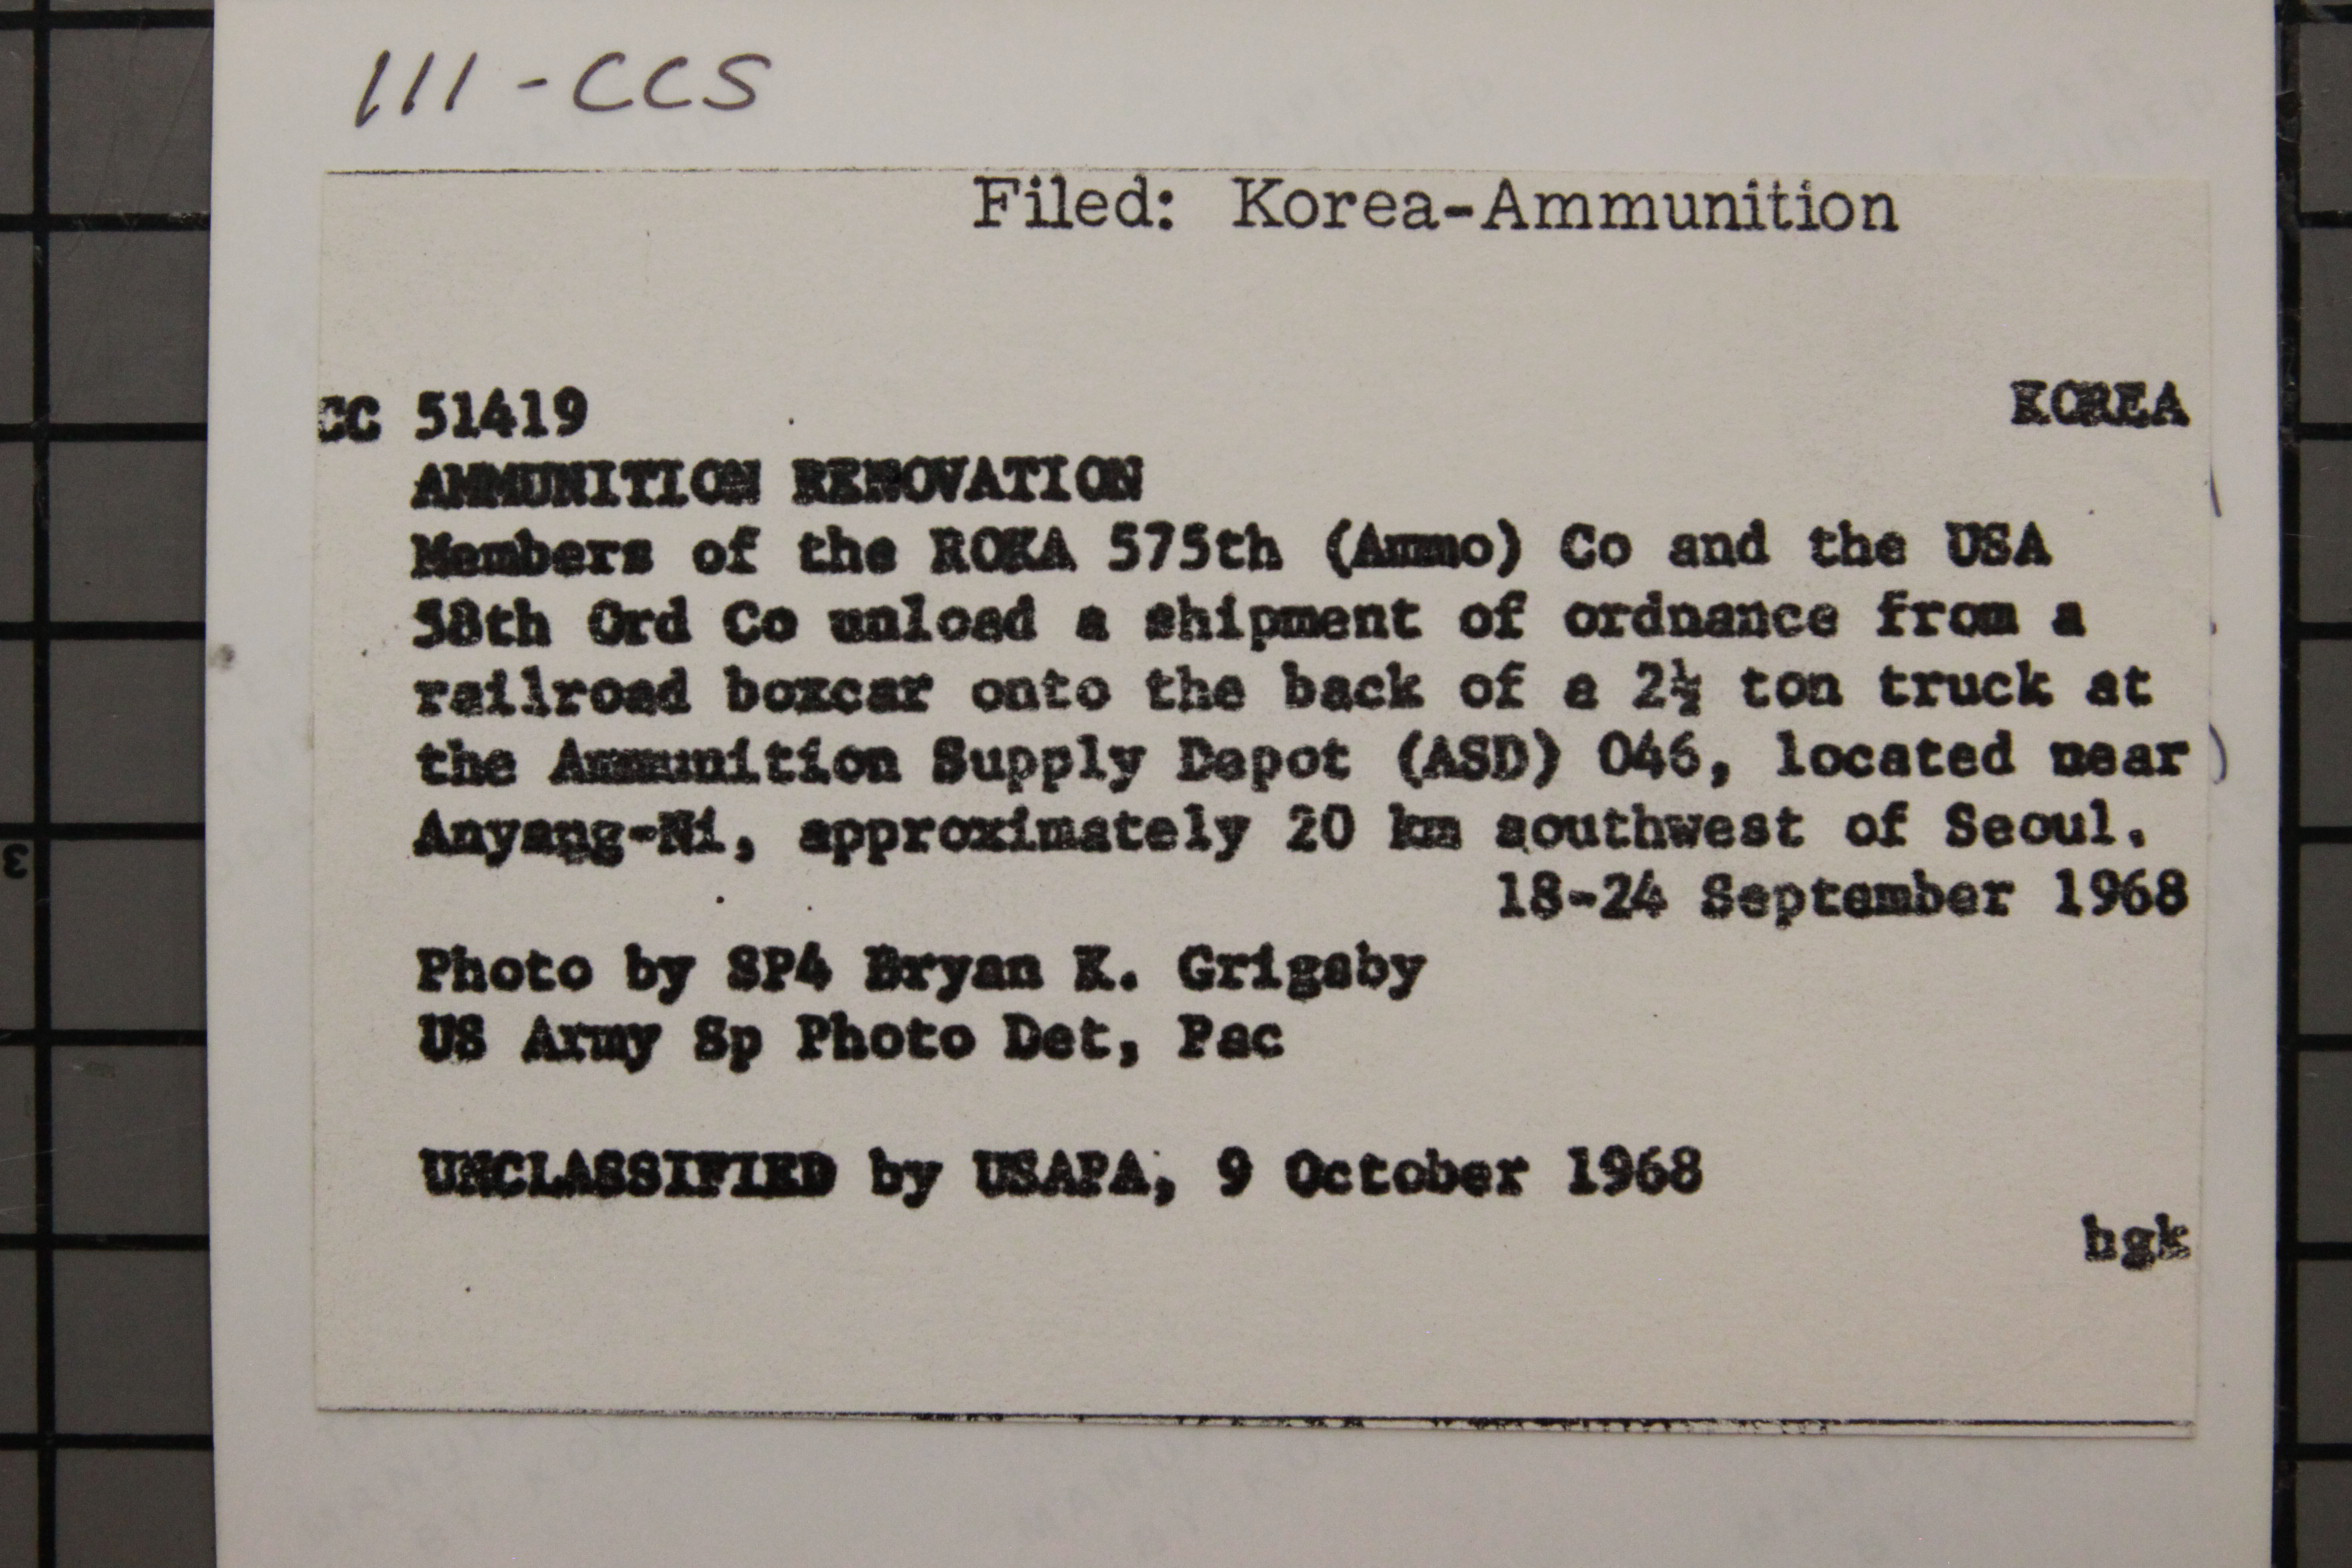 111-CCS
Filed: Korea-Ammunition
CC 51419 KOREA
AMMUNITION RENOVATION
Members of the ROKA 575th (Ammo) Co and the USA
58th Ord Co unload a shipment of ordnance from a
railroad boxcar onto the back of a 2½ ton truck at
the Ammunition Supply Depot (ASD) 046, located near
Anyang-Ni, approximately 20 km southwest of Seoul.
18-24 September 1968
Photo by SP4 Bryan K. Grigsby
US Army Sp Photo Det, Pac
UNCLASSIFIED by USAPA, 9 October 1968
hgk
3